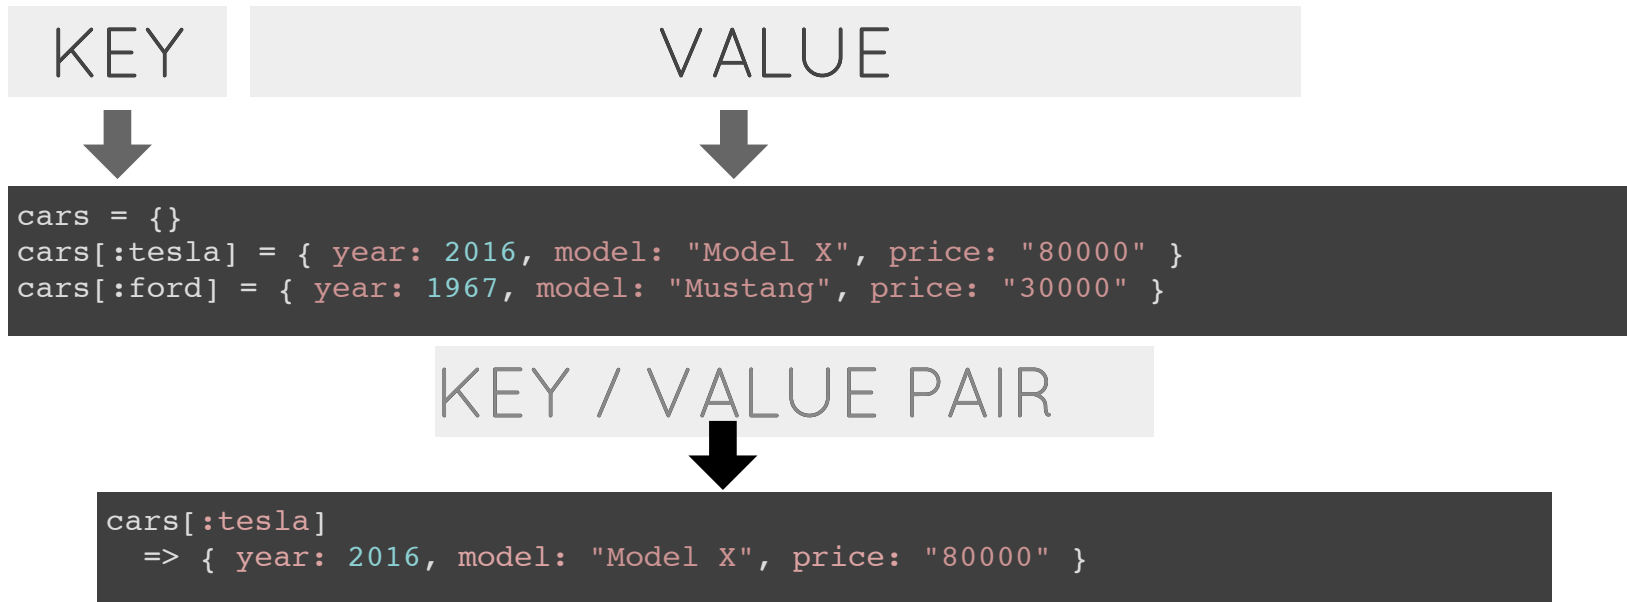 KEY
VALUE
cars = {}
cars[:tesla] = { year: 2016, model: "Model X", price: "80000" }
cars[:ford] = { year: 1967, model: "Mustang", price: "30000" }
KEY / VALUE PAIR
cars[:tesla]
  => { year: 2016, model: "Model X", price: "80000" }